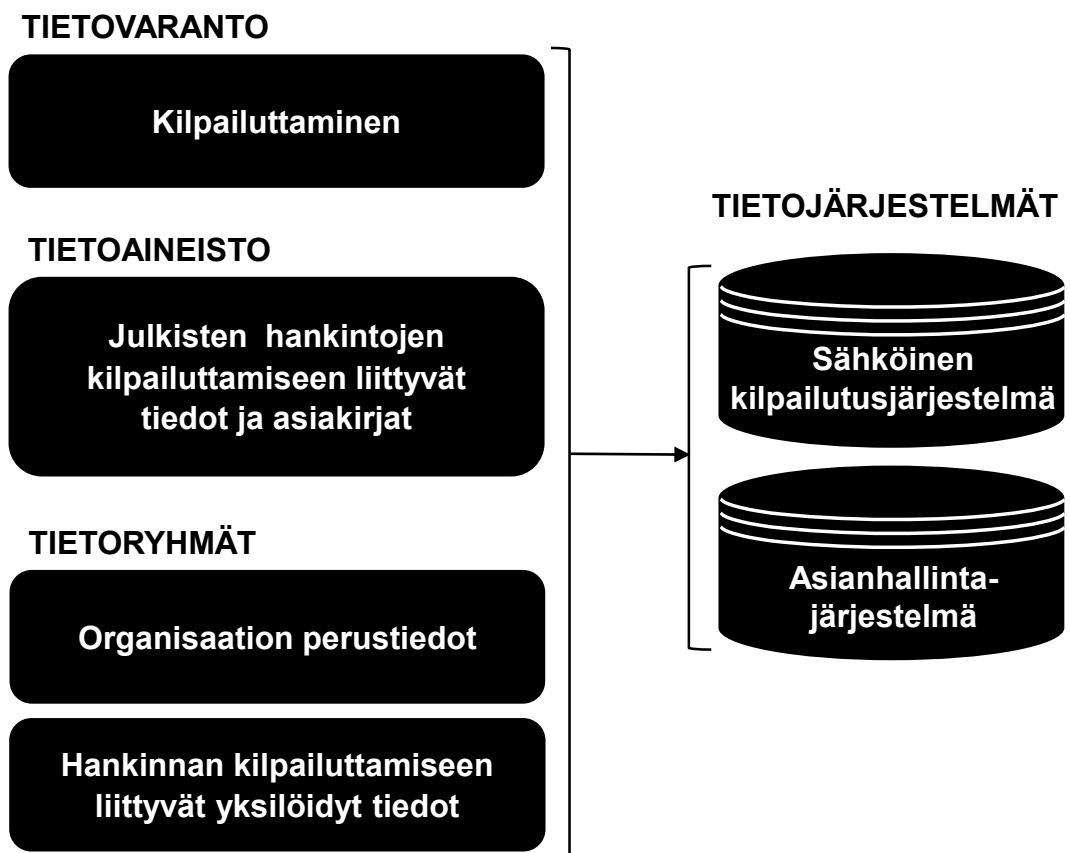 TIETOVARANTO
Kilpailuttaminen
TIETOAINEISTO
Julkisten hankintojen
kilpailuttamiseen liittyvät
tiedot ja asiakirjat
TIETORYHMÄT
Organisaation perustiedot
Hankinnan kilpailuttamiseen
liittyvät yksilöidyt tiedot
TIETOJÄRJESTELMÄT
Sähköinen
kilpailutusjärjestelmä
Asianhallinta-
järjestelmä